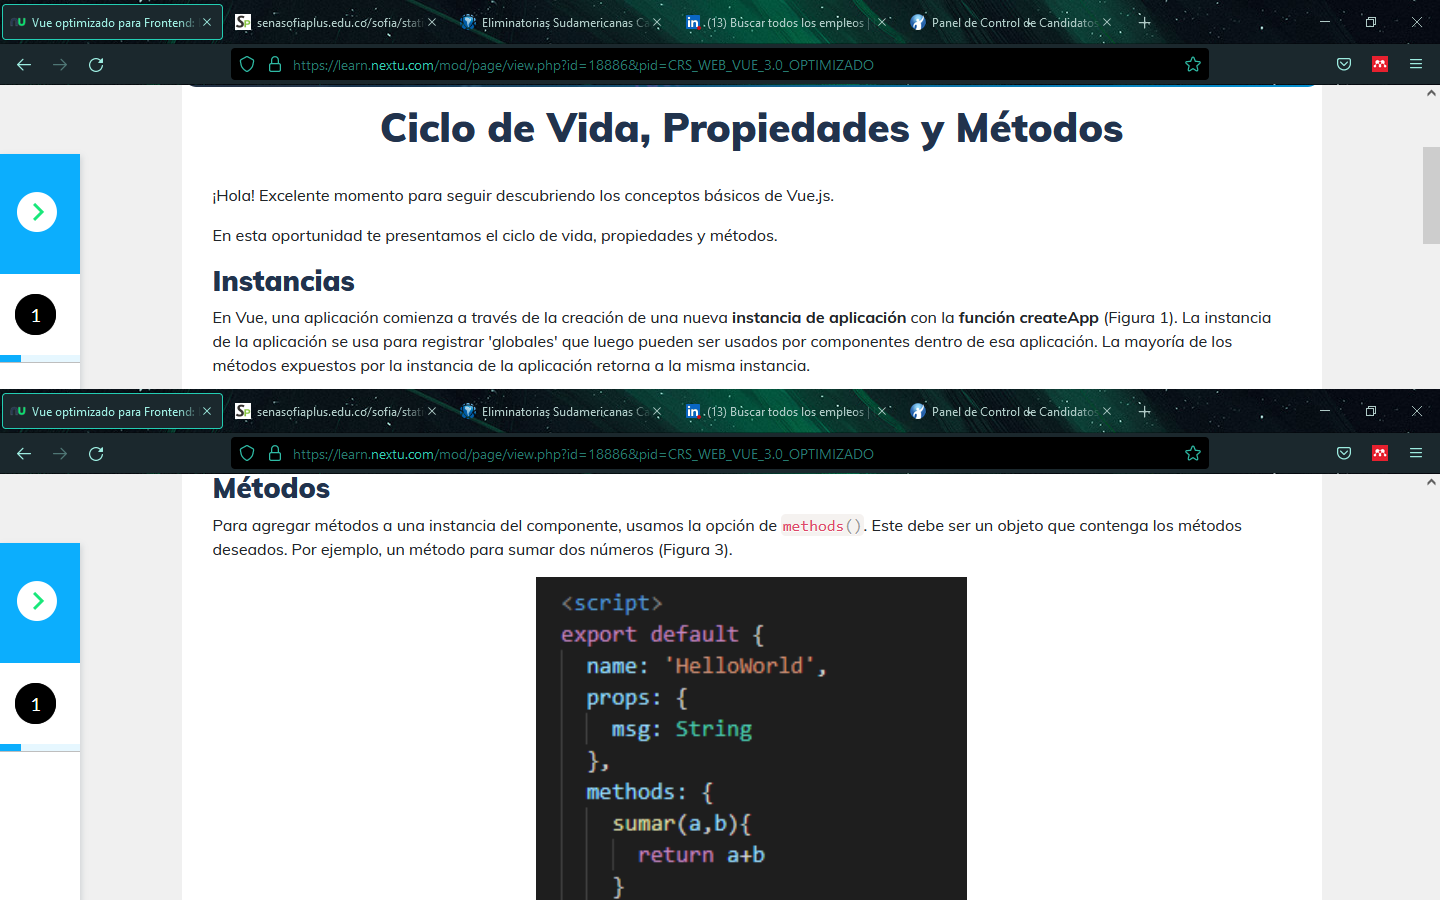 Vue optimizado para Frontend:
senasofiaplus.edu.co/sofia/stat
Eliminatorias Sudamericanas Ca
(13) Buscar todos los empleos |
Panel de Control de Candidatos
https://learn.nextu.com/mod/page/view.php?id=18886&pid=CRS_WEB_VUE_3.0_OPTIMIZADO
Ciclo de Vida, Propiedades y Métodos
¡Hola! Excelente momento para seguir descubriendo los conceptos básicos de Vue.js.
En esta oportunidad te presentamos el ciclo de vida, propiedades y métodos.
Instancias
1
En Vue, una aplicación comienza a través de la creación de una nueva instancia de aplicación con la función createApp (Figura 1). La instancia
de la aplicación se usa para registrar 'globales' que luego pueden ser usados por componentes dentro de esa aplicación. La mayoría de los
métodos expuestos por la instancia de la aplicación retorna a la misma instancia.
Vue optimizado para Frontend:
senasofiaplus.edu.co/sofia/stat
Eliminatorias Sudamericanas Ca
(13) Buscar todos los empleos |
Panel de Control de Candidatos
https://learn.nextu.com/mod/page/view.php?id=18886&pid=CRS_WEB_VUE_3.0_OPTIMIZADO
Métodos
Para agregar métodos a una instancia del componente, usamos la opción de methods(). Este debe ser un objeto que contenga los métodos
deseados. Por ejemplo, un método para sumar dos números (Figura 3).
1
<script>
export default {
name: 'HelloWorld',
props: {
msg: String
},
methods: {
sumar(a,b){
return a+b
}